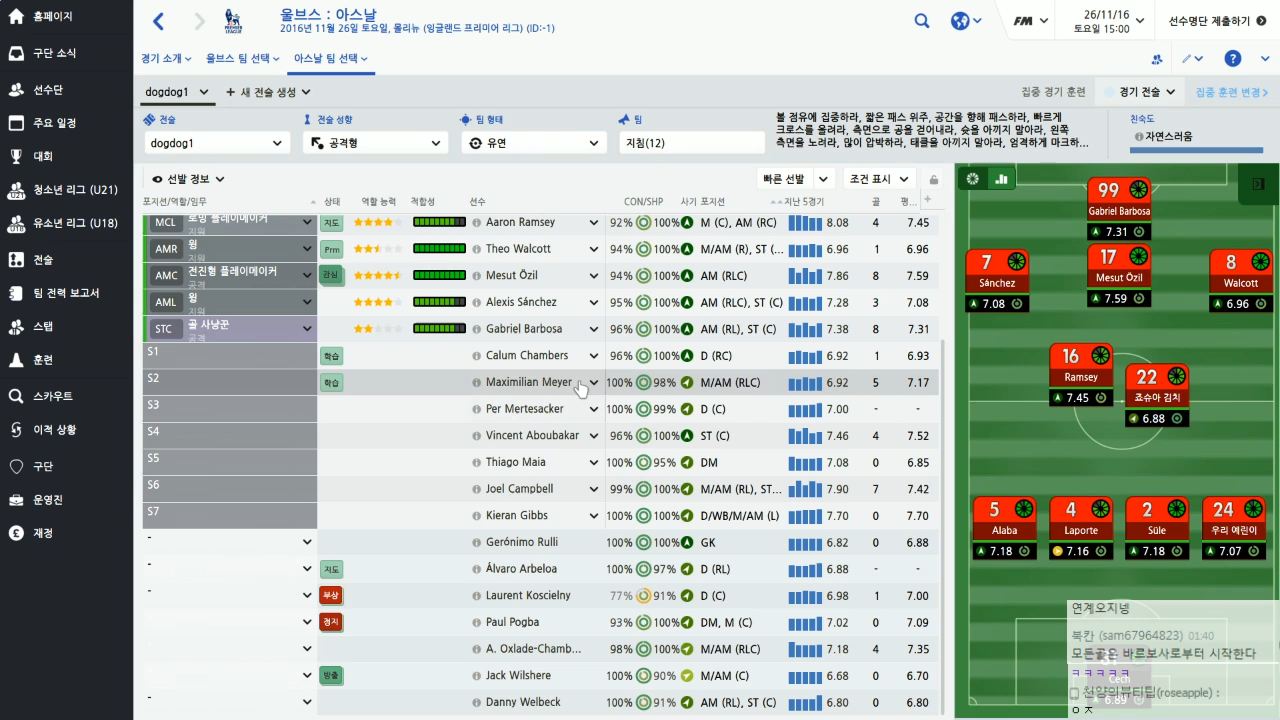 홈페이지
구단 소식
선수단
주요 일정
대회
청소년 리그 (U21)
유소년 리그 (U18)
전술
팀 전력 보고서
스탭
훈련
스카우트
이적 상황
구단
운영진
재정
울브스 : 아스날
2016년 11월 26일 토요일, 몰리뉴 (잉글랜드 프리미어 리그) (ID:-1)
FM
26/11/16
토요일 15:00
선수명단 제출하기
경기 소개
울브스 팀 선택
아스날 팀 선택
dogdog1
+ 새 전술 생성
집중 경기 훈련
경기 전술
집중 훈련 변경>
전술
dogdog1
전술 성향
공격형
팀 형태
유연
팀
지침(12)
볼 점유에 집중하라, 짧은 패스 위주, 공간을 향해 패스하라, 빠르게
크로스를 올려라, 측면으로 공을 걷어내라, 슛을 아끼지 말아라, 왼쪽
측면을 노려라, 많이 압박하라, 태클을 아끼지 말아라, 엄격하게 마크하...
친숙도
자연스러움
선발 정보
빠른 선발
조건 표시
포지션/역할/임무 상태 역할 능력 적합성 선수 CON/SHP 사기 포지션 지난 5경기 골 평...
MCL 로밍 플레이메이커 지원 지도 Aaron Ramsey 92% 100% M (C), AM (RC) 8.08 4 7.45
AMR 윙 지원 Prm Theo Walcott 94% 100% M/AM (R), ST (... 6.96 1 6.96
AMC 전진형 플레이메이커 공격 관심 Mesut Özil 94% 100% AM (RLC) 7.86 8 7.59
AML 윙 지원 Alexis Sánchez 95% 100% AM (RLC), ST (C) 7.28 3 7.08
STC 골 사냥꾼 공격 Gabriel Barbosa 96% 100% AM (RL), ST (C) 7.38 8 7.31
S1 학습 Calum Chambers 96% 100% D (RC) 6.92 1 6.93
S2 학습 Maximilian Meyer 100% 98% M/AM (RLC) 6.92 5 7.17
S3 Per Mertesacker 100% 99% D (C) 7.00 - -
S4 Vincent Aboubakar 96% 100% ST (C) 7.46 4 7.52
S5 Thiago Maia 100% 95% DM 7.08 0 6.85
S6 Joel Campbell 99% 100% M/AM (RL), ST... 7.90 7 7.42
S7 Kieran Gibbs 100% 100% D/WB/M/AM (L) 7.70 0 7.70
- Gerónimo Rulli 100% 100% GK 6.82 0 6.88
- 지도 Álvaro Arbeloa 100% 97% D (RL) 6.88 - -
- 부상 Laurent Koscielny 77% 91% D (C) 6.98 1 7.00
- 정지 Paul Pogba 93% 100% DM, M (C) 7.02 0 7.09
- A. Oxlade-Chamb... 98% 100% M/AM (RLC) 7.18 4 7.35
- 방출 Jack Wilshere 100% 90% M/AM (C) 6.68 0 6.70
- Danny Welbeck 100% 91% AM (RL), ST (C) 6.80 0 6.80
99
Gabriel Barbosa
7.31
7
Sánchez
7.08
17
Mesut Özil
7.59
8
Walcott
6.96
16
Ramsey
7.45
22
죠슈아 김치
6.88
5
Alaba
7.18
4
Laporte
7.16
2
Süle
7.18
24
우리 에린이
7.07
Cech
6.89
연계오지넹
북칸 (sam67964823) 01:40
모든골은 바르보사로부터 시작한다
ㅋㅋㅋㅋㅋ
천양의뷰티팁(roseapple) :
ㅇㅈ